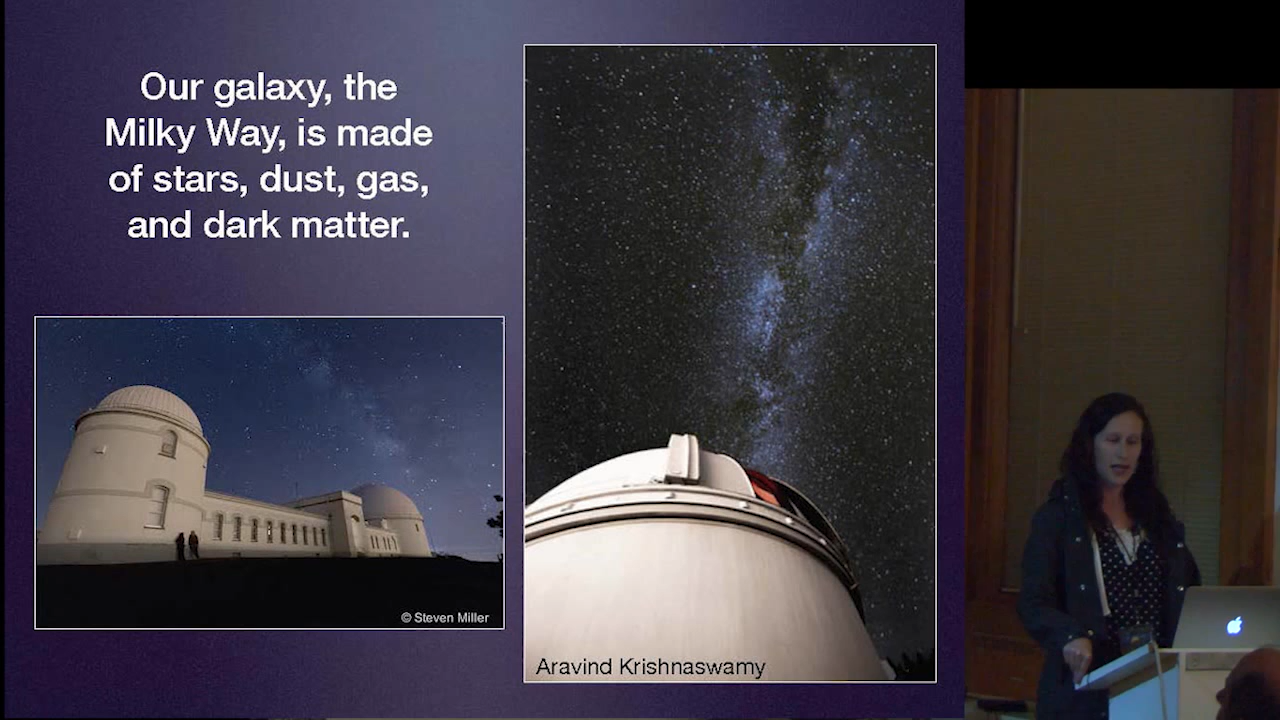 Our galaxy, the
Milky Way, is made
of stars, dust, gas,
and dark matter.
© Steven Miller
Aravind Krishnaswamy